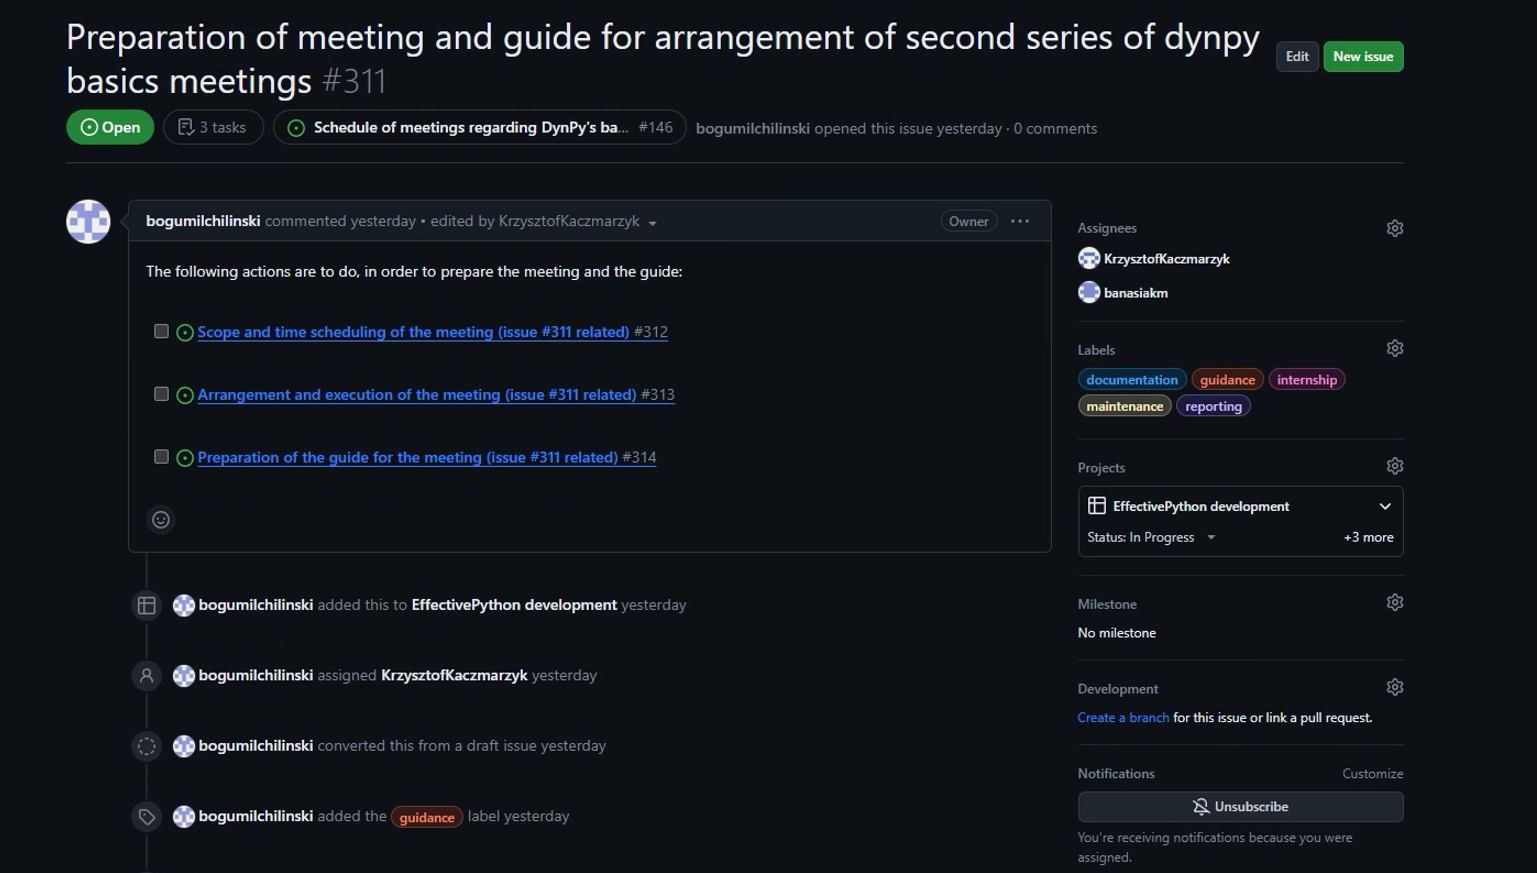 Preparation of meeting and guide for arrangement of second series of dynpy
basics meetings #311
Edit
New issue
Open
3 tasks
Schedule of meetings regarding DynPy's ba... #146
bogumilchilinski opened this issue yesterday · 0 comments
bogumilchilinski commented yesterday • edited by KrzysztofKaczmarzyk
Owner
The following actions are to do, in order to prepare the meeting and the guide:
Scope and time scheduling of the meeting (issue #311 related) #312
Arrangement and execution of the meeting (issue #311 related) #313
Preparation of the guide for the meeting (issue #311 related) #314
bogumilchilinski added this to EffectivePython development yesterday
bogumilchilinski assigned KrzysztofKaczmarzyk yesterday
bogumilchilinski converted this from a draft issue yesterday
bogumilchilinski added the guidance label yesterday
Assignees
KrzysztofKaczmarzyk
banasiakm
Labels
documentation guidance internship
maintenance reporting
Projects
EffectivePython development
Status: In Progress +3 more
Milestone
No milestone
Development
Create a branch for this issue or link a pull request.
Notifications Customize
Unsubscribe
You're receiving notifications because you were
assigned.